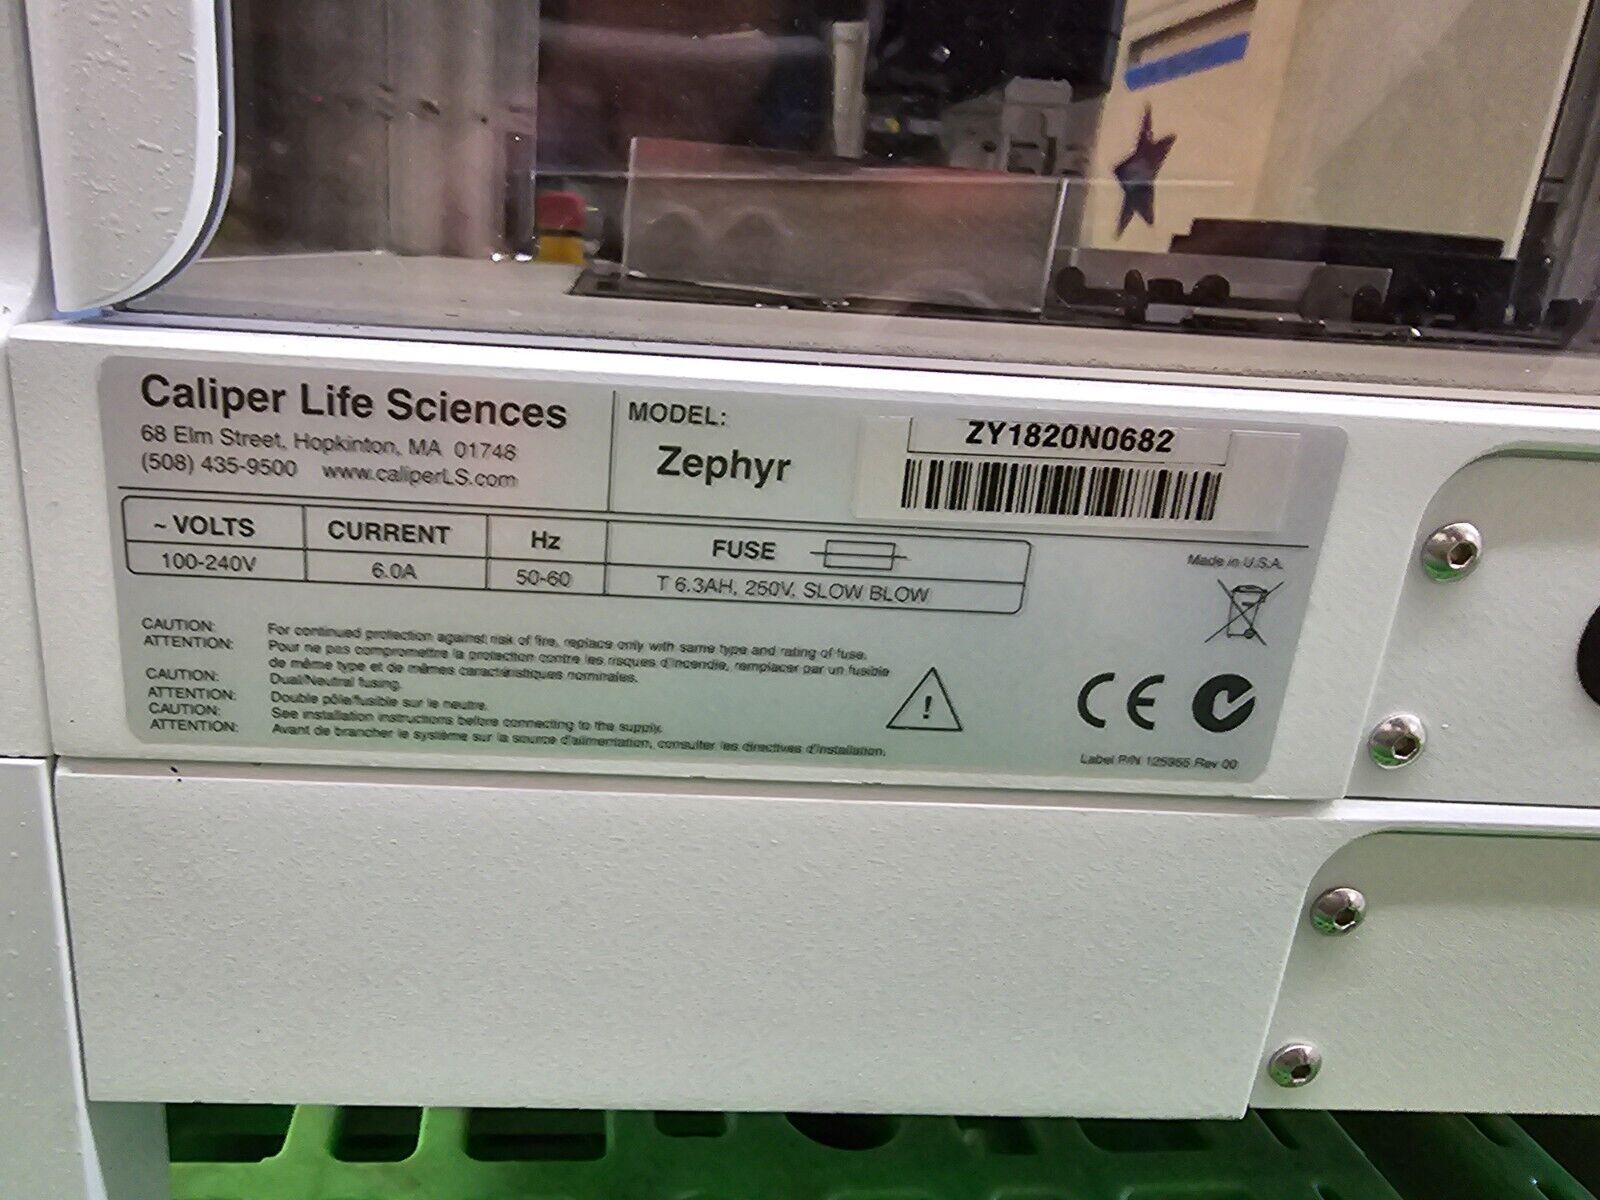 Caliper Life Sciences
68 Elm Street, Hopkinton, MA 01748
(508) 435-9500 www.caliperLS.com
MODEL:
Zephyr
ZY1820N0682
~ VOLTS CURRENT Hz FUSE
100-240V 6.0A 50-60 T 6.3AH, 250V, SLOW BLOW
Made in U.S.A.
CAUTION: For continued protection against risk of fire, replace only with same type and rating of fuse.
ATTENTION: Pour ne pas compromettre la protection contre les risques d'incendie, remplacer par un fusible
de même type et de mêmes caractéristiques nominales.
CAUTION: Dual/Neutral fusing.
ATTENTION: Double pôle/fusible sur le neutre.
CAUTION: See installation instructions before connecting to the supply.
ATTENTION: Avant de brancher le système sur la source d'alimentation, consulter les directives d'installation.
!
CE
Label P/N 125955 Rev 00